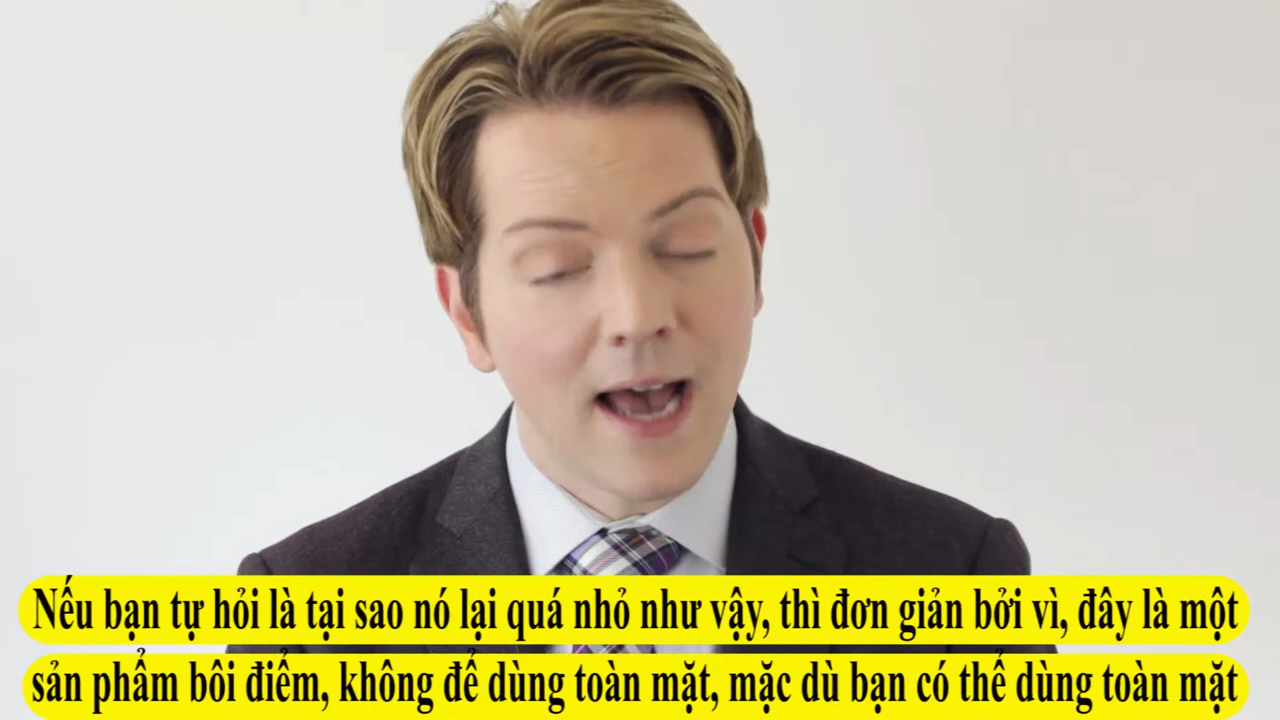 Nếu bạn tự hỏi là tại sao nó lại quá nhỏ như vậy, thì đơn giản bởi vì, đây là một
sản phẩm bôi điểm, không để dùng toàn mặt, mặc dù bạn có thể dùng toàn mặt